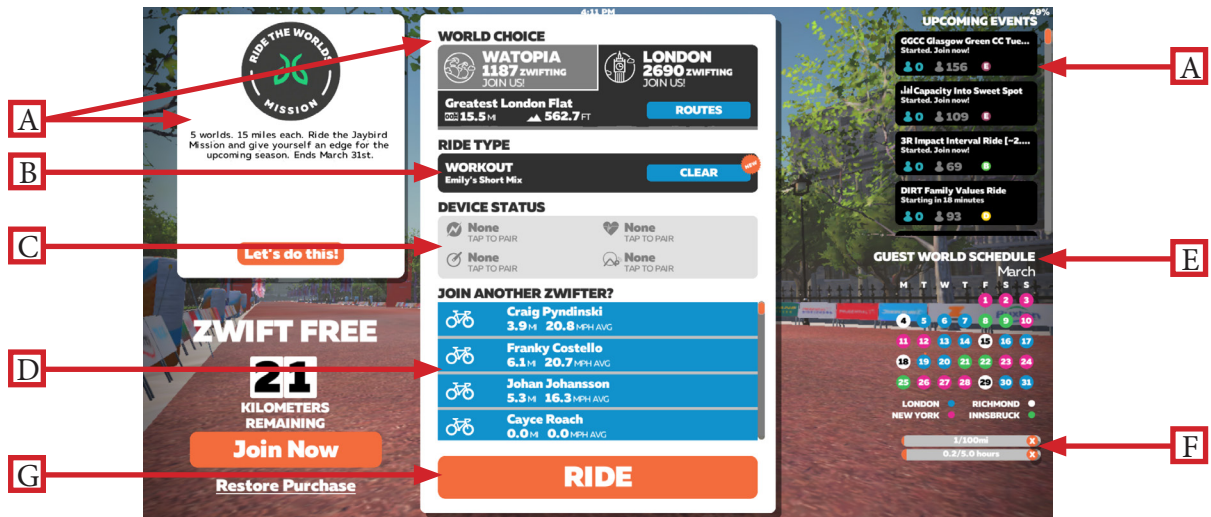 4:11 PM
49%
A
RIDE THE WORLDS
MISSION
5 worlds. 15 miles each. Ride the Jaybird
Mission and give yourself an edge for the
upcoming season. Ends March 31st.
Let's do this!
ZWIFT FREE
21
KILOMETERS
REMAINING
Join Now
Restore Purchase
WORLD CHOICE
WATOPIA
1187 ZWIFTING
JOIN US!
LONDON
2690 ZWIFTING
JOIN US!
Greatest London Flat
15.5 MI
562.7 FT
ROUTES
B
RIDE TYPE
WORKOUT
Emily's Short Mix
CLEAR
NEW
C
DEVICE STATUS
None
TAP TO PAIR
None
TAP TO PAIR
None
TAP TO PAIR
None
TAP TO PAIR
D
JOIN ANOTHER ZWIFTER?
Craig Pyndinski
3.9 MI 20.8 MPH AVG
Franky Costello
6.1 MI 20.7 MPH AVG
Johan Johansson
5.3 MI 16.3 MPH AVG
Cayce Roach
0.0 MI 0.0 MPH AVG
G
RIDE
UPCOMING EVENTS
A
GGCC Glasgow Green CC Tue...
Started. Join now!
0 156 E
Capacity Into Sweet Spot
Started. Join now!
0 109 E
3R Impact Interval Ride [~2....
Started. Join now!
0 69 B
DIRT Family Values Ride
Starting in 18 minutes
0 93 D
E
GUEST WORLD SCHEDULE
March
M T W T F S S
1 2 3
4 5 6 7 8 9 10
11 12 13 14 15 16 17
18 19 20 21 22 23 24
25 26 27 28 29 30 31
LONDON RICHMOND
NEW YORK INNSBRUCK
F
1/100mi X
0.2/5.0 hours X